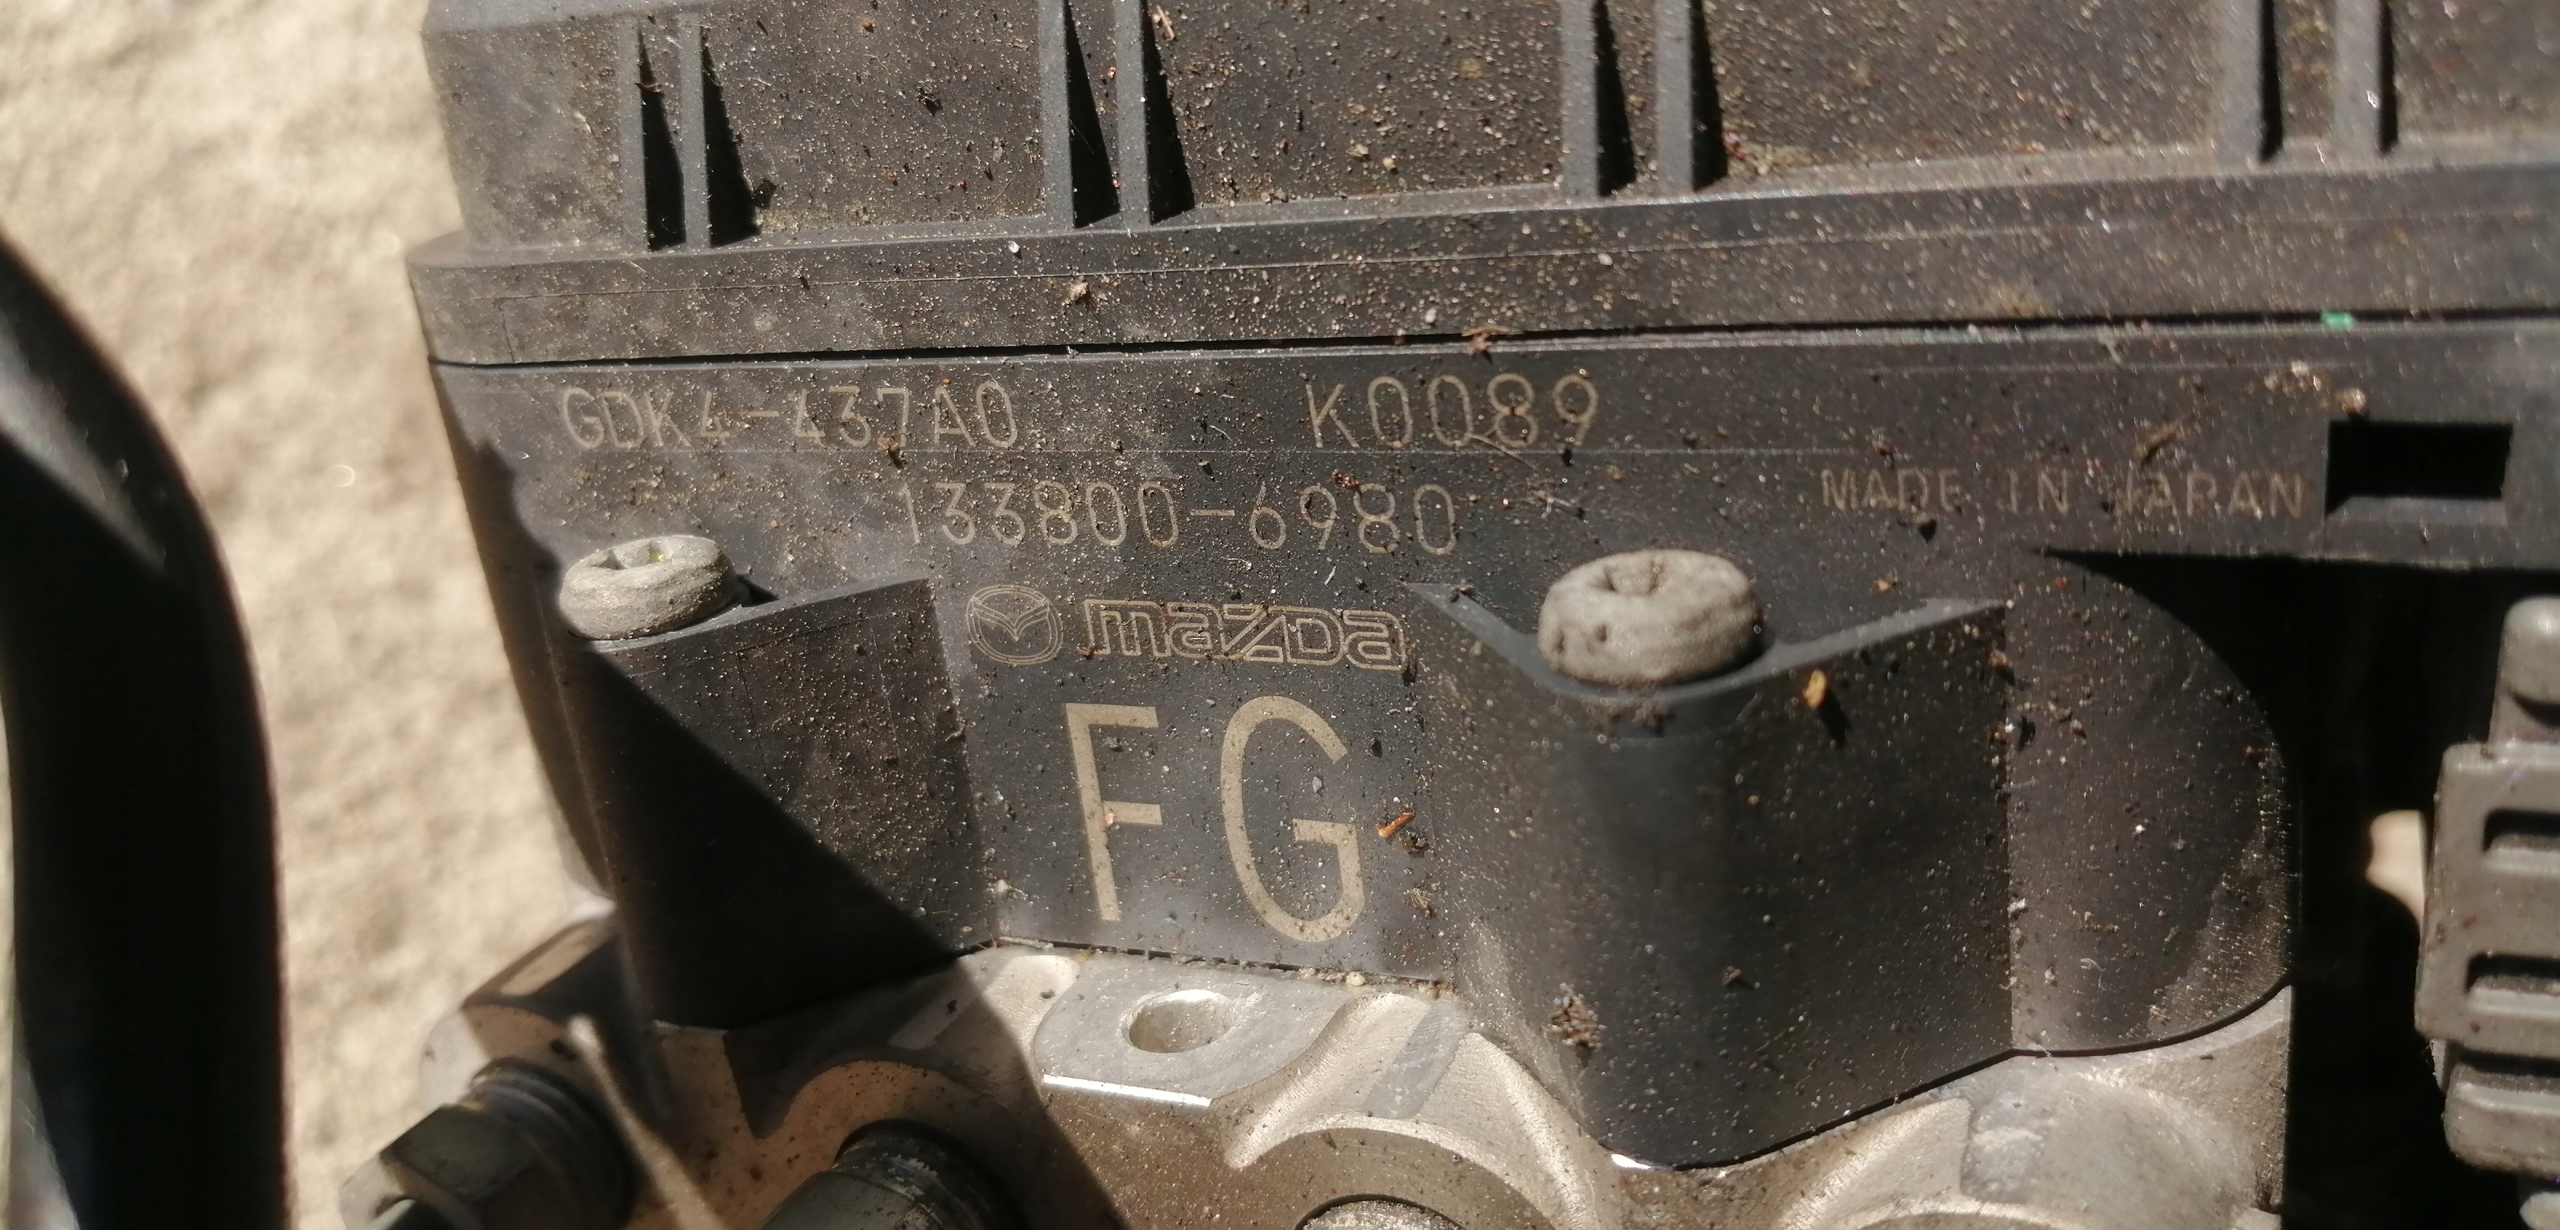 GDK4-437A0 K0089
133800-6980
MADE IN JAPAN
mazda
FG